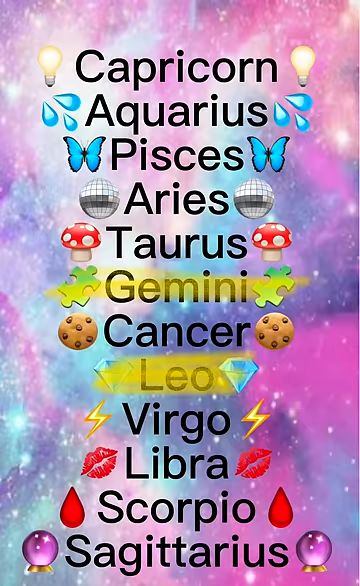 💡Capricorn💡
💦Aquarius💦
🦋Pisces🦋
🪩Aries🪩
🍄Taurus🍄
🧩Gemini🧩
🍪Cancer🍪
💎Leo💎
⚡Virgo⚡
💋Libra💋
🩸Scorpio🩸
🔮Sagittarius🔮